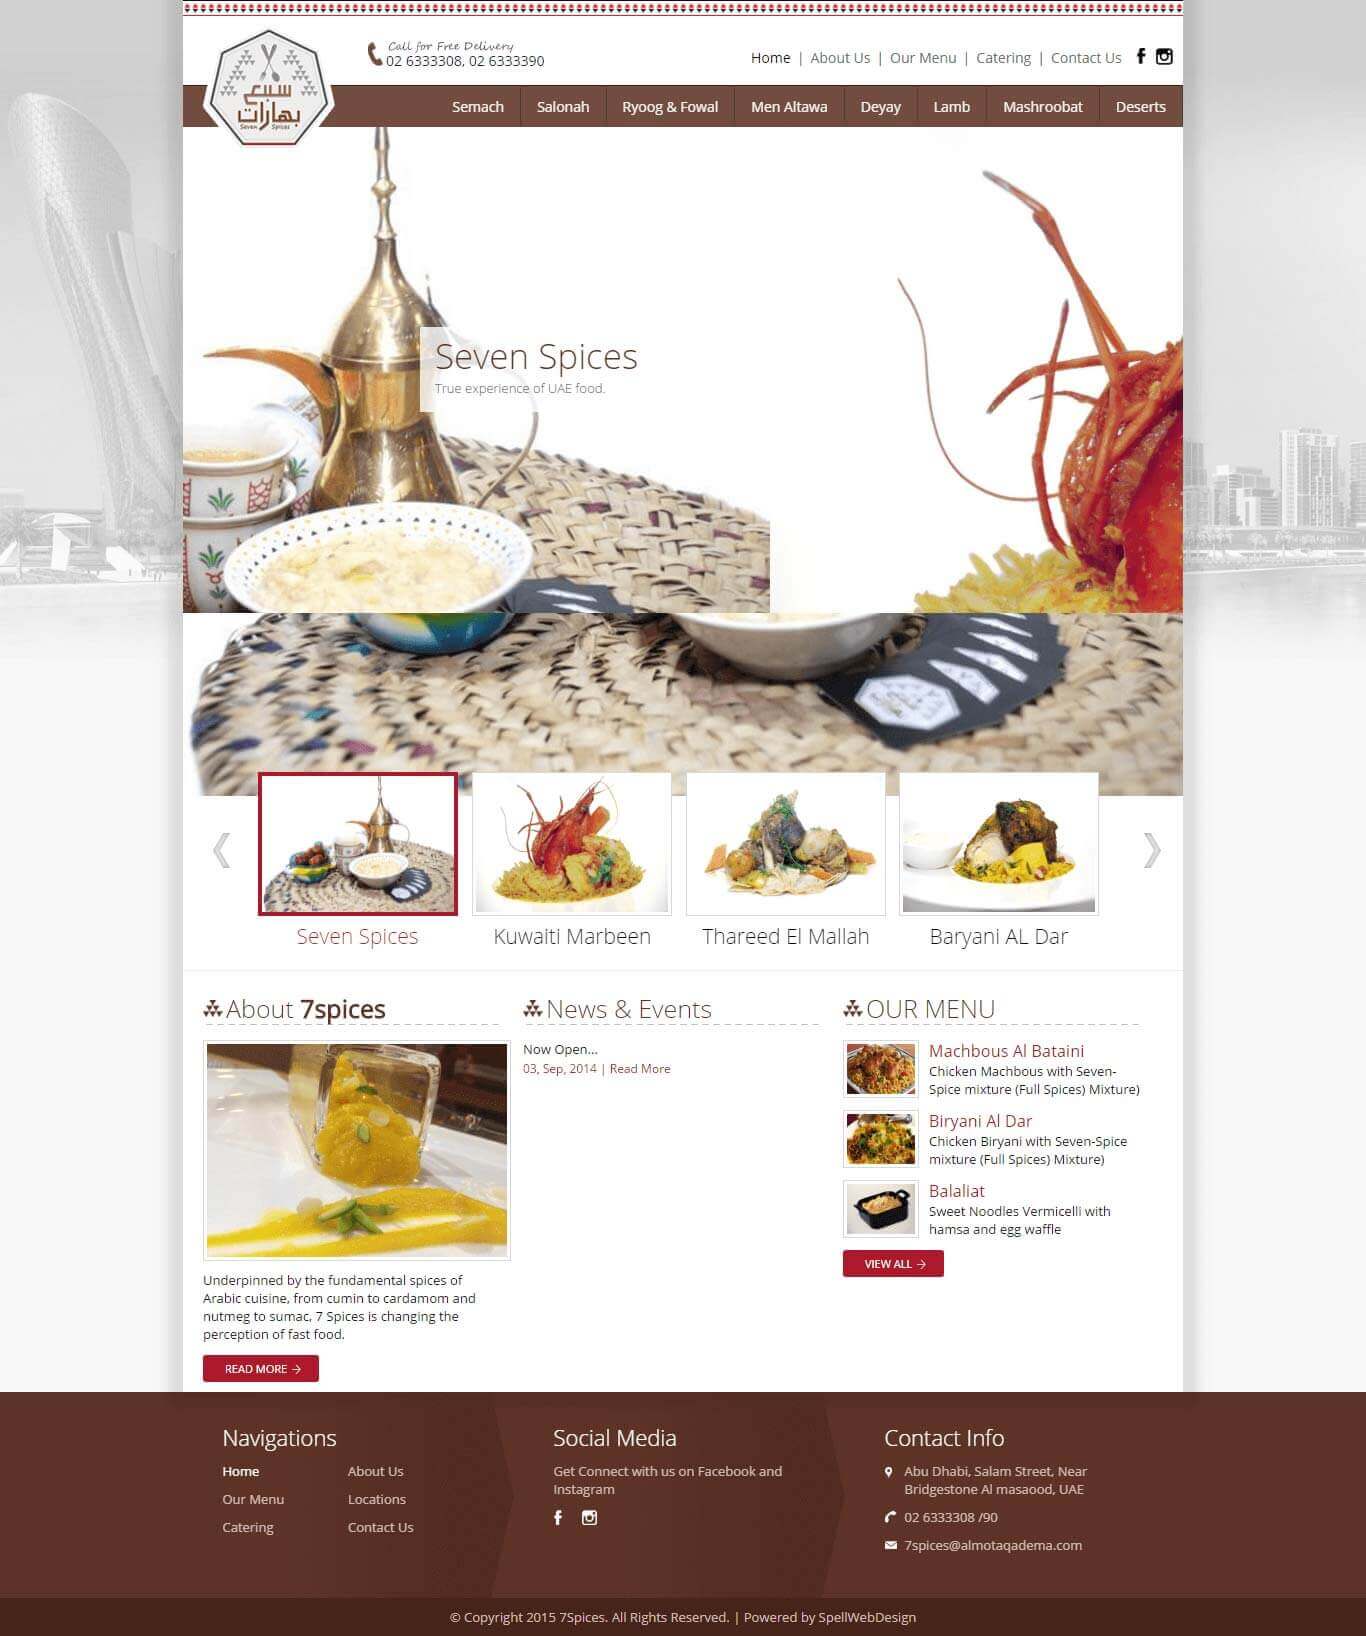 سبع
بهارات
Seven Spices
Call for Free Delivery
02 6333308, 02 6333390
Home | About Us | Our Menu | Catering | Contact Us
Semach Salonah Ryoog & Fowal Men Altawa Deyay Lamb Mashroobat Deserts
Seven Spices
True experience of UAE food.
Seven Spices Kuwaiti Marbeen Thareed El Mallah Baryani AL Dar
About 7spices
Underpinned by the fundamental spices of
Arabic cuisine, from cumin to cardamom and
nutmeg to sumac, 7 Spices is changing the
perception of fast food.
READ MORE
News & Events
Now Open...
03, Sep, 2014 | Read More
OUR MENU
Machbous Al Bataini
Chicken Machbous with Seven-
Spice mixture (Full Spices) Mixture)
Biryani Al Dar
Chicken Biryani with Seven-Spice
mixture (Full Spices) Mixture)
Balaliat
Sweet Noodles Vermicelli with
hamsa and egg waffle
VIEW ALL
Navigations
Home About Us
Our Menu Locations
Catering Contact Us
Social Media
Get Connect with us on Facebook and
Instagram
Contact Info
Abu Dhabi, Salam Street, Near
Bridgestone Al masaood, UAE
02 6333308 /90
7spices@almotaqadema.com
© Copyright 2015 7Spices. All Rights Reserved. | Powered by SpellWebDesign